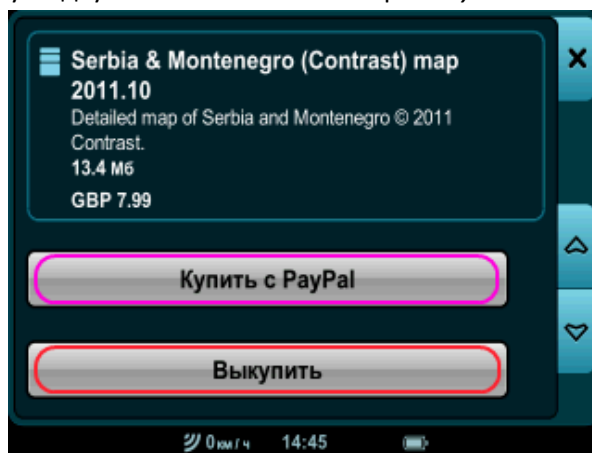 Serbia & Montenegro (Contrast) map
2011.10
Detailed map of Serbia and Montenegro © 2011
Contrast.
13.4 Мб
GBP 7.99
Купить с PayPal
Выкупить
0 км/ч 14:45